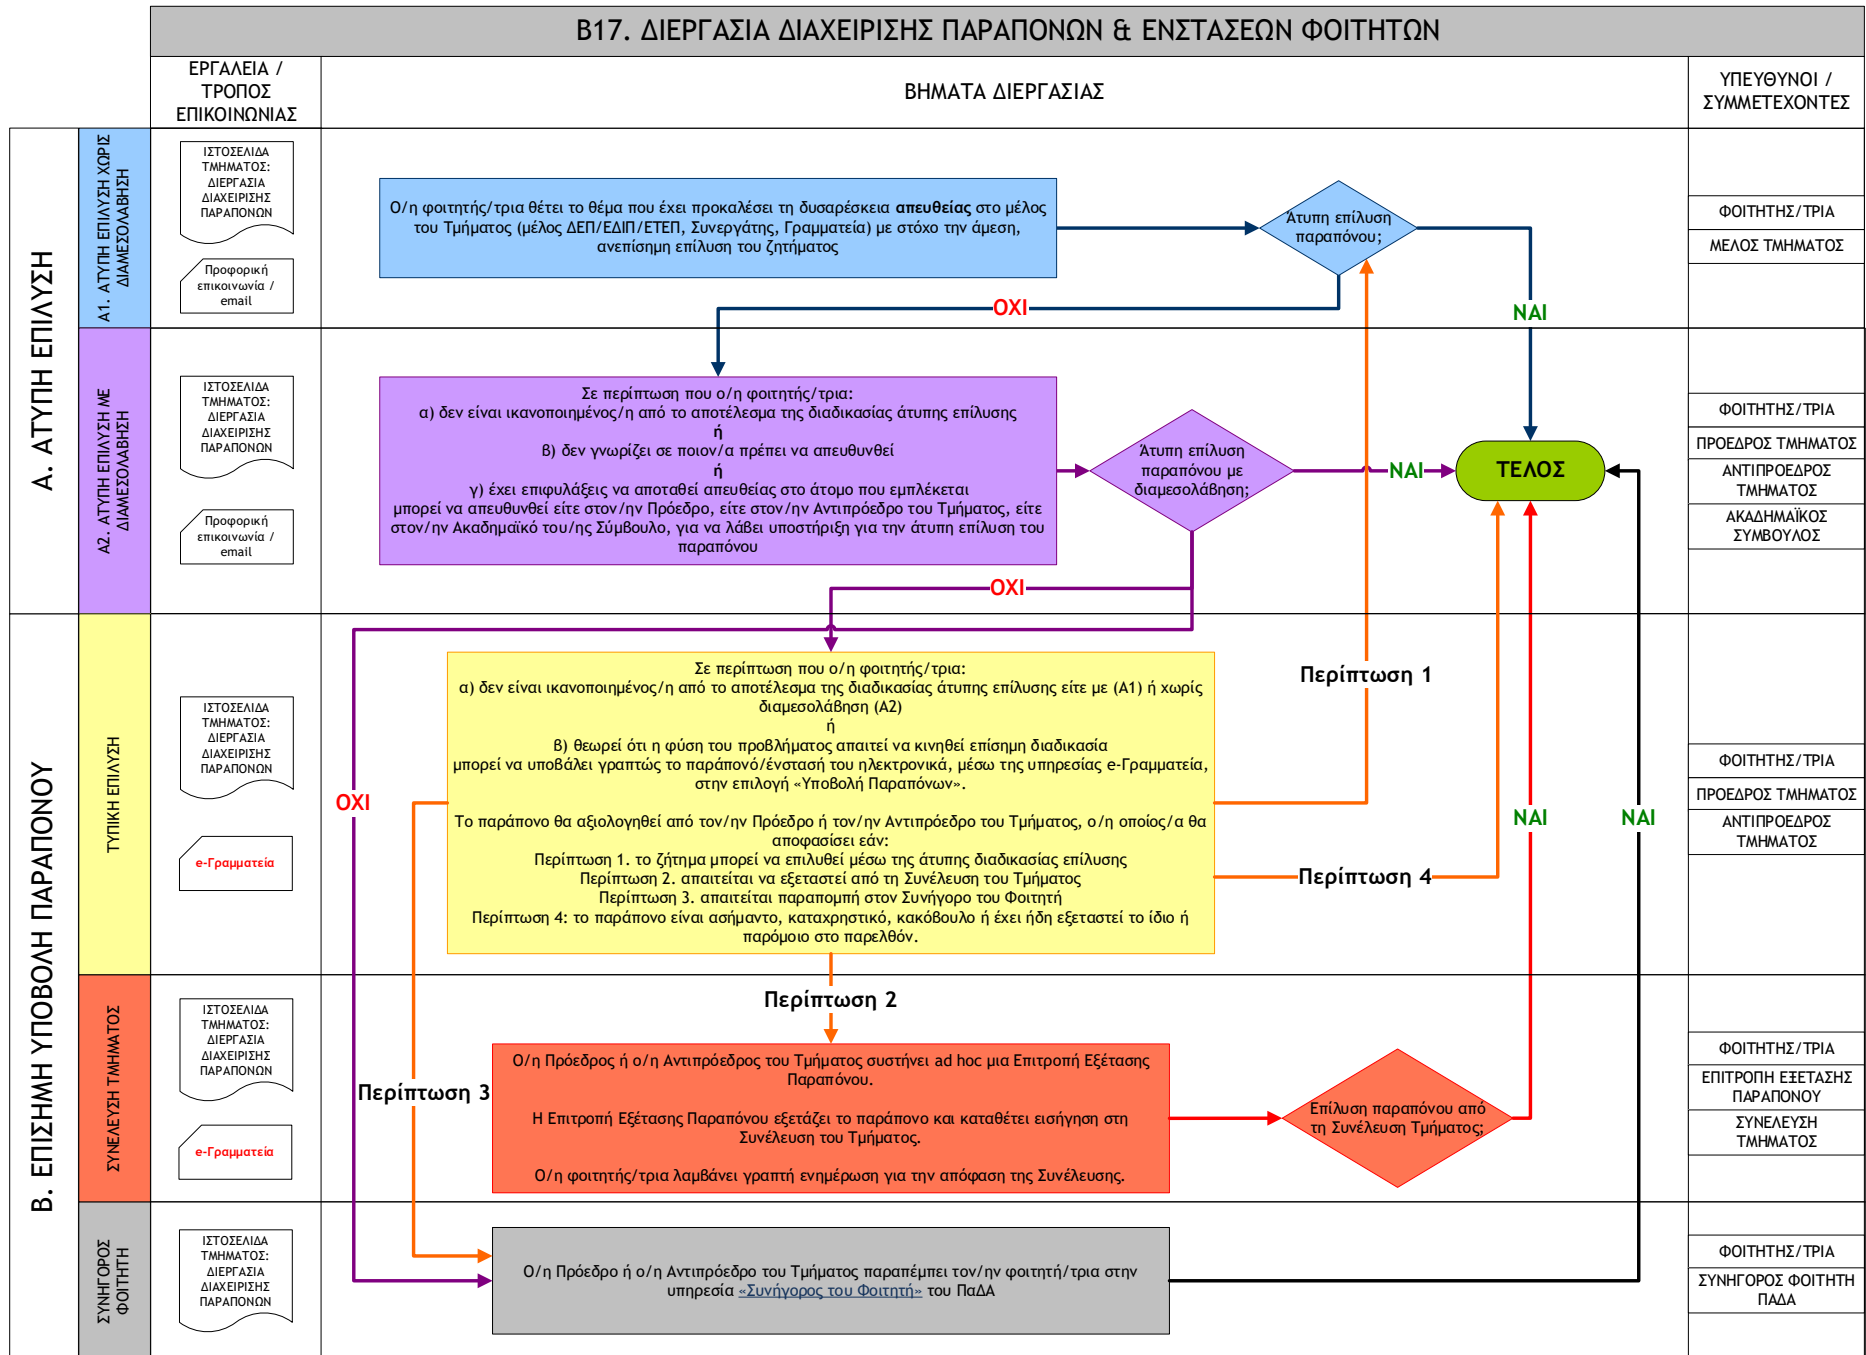 Β17. ΔΙΕΡΓΑΣΙΑ ΔΙΑΧΕΙΡΙΣΗΣ ΠΑΡΑΠΟΝΩΝ & ΕΝΣΤΑΣΕΩΝ ΦΟΙΤΗΤΩΝ
ΕΡΓΑΛΕΙΑ /
ΤΡΟΠΟΣ
ΕΠΙΚΟΙΝΩΝΙΑΣ
ΒΗΜΑΤΑ ΔΙΕΡΓΑΣΙΑΣ
ΥΠΕΥΘΥΝΟΙ /
ΣΥΜΜΕΤΕΧΟΝΤΕΣ
Α. ΑΤΥΠΗ ΕΠΙΛΥΣΗ
Α1. ΑΤΥΠΗ ΕΠΙΛΥΣΗ ΧΩΡΙΣ
ΔΙΑΜΕΣΟΛΑΒΗΣΗ
ΙΣΤΟΣΕΛΙΔΑ
ΤΜΗΜΑΤΟΣ:
ΔΙΕΡΓΑΣΙΑ
ΔΙΑΧΕΙΡΙΣΗΣ
ΠΑΡΑΠΟΝΩΝ
Προφορική
επικοινωνία /
email
Ο/η φοιτητής/τρια θέτει το θέμα που έχει προκαλέσει τη δυσαρέσκεια απευθείας στο μέλος
του Τμήματος (μέλος ΔΕΠ/ΕΔΙΠ/ΕΤΕΠ, Συνεργάτης, Γραμματεία) με στόχο την άμεση,
ανεπίσημη επίλυση του ζητήματος
Άτυπη επίλυση
παραπόνου;
ΟΧΙ
ΝΑΙ
ΦΟΙΤΗΤΗΣ/ΤΡΙΑ
ΜΕΛΟΣ ΤΜΗΜΑΤΟΣ
Α2. ΑΤΥΠΗ ΕΠΙΛΥΣΗ ΜΕ
ΔΙΑΜΕΣΟΛΑΒΗΣΗ
ΙΣΤΟΣΕΛΙΔΑ
ΤΜΗΜΑΤΟΣ:
ΔΙΕΡΓΑΣΙΑ
ΔΙΑΧΕΙΡΙΣΗΣ
ΠΑΡΑΠΟΝΩΝ
Προφορική
επικοινωνία /
email
Σε περίπτωση που ο/η φοιτητής/τρια:
α) δεν είναι ικανοποιημένος/η από το αποτέλεσμα της διαδικασίας άτυπης επίλυσης
ή
β) δεν γνωρίζει σε ποιον/α πρέπει να απευθυνθεί
ή
γ) έχει επιφυλάξεις να αποταθεί απευθείας στο άτομο που εμπλέκεται
μπορεί να απευθυνθεί είτε στον/ην Πρόεδρο, είτε στον/ην Αντιπρόεδρο του Τμήματος, είτε
στον/ην Ακαδημαϊκό του/ης Σύμβουλο, για να λάβει υποστήριξη για την άτυπη επίλυση του
παραπόνου
Άτυπη επίλυση
παραπόνου με
διαμεσολάβηση;
ΝΑΙ
ΤΕΛΟΣ
ΟΧΙ
ΦΟΙΤΗΤΗΣ/ΤΡΙΑ
ΠΡΟΕΔΡΟΣ ΤΜΗΜΑΤΟΣ
ΑΝΤΙΠΡΟΕΔΡΟΣ
ΤΜΗΜΑΤΟΣ
ΑΚΑΔΗΜΑΪΚΟΣ
ΣΥΜΒΟΥΛΟΣ
Β. ΕΠΙΣΗΜΗ ΥΠΟΒΟΛΗ ΠΑΡΑΠΟΝΟΥ
ΤΥΠΙΚΗ ΕΠΙΛΥΣΗ
ΙΣΤΟΣΕΛΙΔΑ
ΤΜΗΜΑΤΟΣ:
ΔΙΕΡΓΑΣΙΑ
ΔΙΑΧΕΙΡΙΣΗΣ
ΠΑΡΑΠΟΝΩΝ
e-Γραμματεία
ΟΧΙ
Σε περίπτωση που ο/η φοιτητής/τρια:
α) δεν είναι ικανοποιημένος/η από το αποτέλεσμα της διαδικασίας άτυπης επίλυσης είτε με (Α1) ή χωρίς
διαμεσολάβηση (Α2)
ή
β) θεωρεί ότι η φύση του προβλήματος απαιτεί να κινηθεί επίσημη διαδικασία
μπορεί να υποβάλει γραπτώς το παράπονό/ένστασή του ηλεκτρονικά, μέσω της υπηρεσίας e-Γραμματεία,
στην επιλογή «Υποβολή Παραπόνων».
Το παράπονο θα αξιολογηθεί από τον/ην Πρόεδρο ή τον/ην Αντιπρόεδρο του Τμήματος, ο/η οποίος/α θα
αποφασίσει εάν:
Περίπτωση 1. το ζήτημα μπορεί να επιλυθεί μέσω της άτυπης διαδικασίας επίλυσης
Περίπτωση 2. απαιτείται να εξεταστεί από τη Συνέλευση του Τμήματος
Περίπτωση 3. απαιτείται παραπομπή στον Συνήγορο του Φοιτητή
Περίπτωση 4: το παράπονο είναι ασήμαντο, καταχρηστικό, κακόβουλο ή έχει ήδη εξεταστεί το ίδιο ή
παρόμοιο στο παρελθόν.
Περίπτωση 1
Περίπτωση 4
ΝΑΙ
ΝΑΙ
ΦΟΙΤΗΤΗΣ/ΤΡΙΑ
ΠΡΟΕΔΡΟΣ ΤΜΗΜΑΤΟΣ
ΑΝΤΙΠΡΟΕΔΡΟΣ
ΤΜΗΜΑΤΟΣ
ΣΥΝΕΛΕΥΣΗ ΤΜΗΜΑΤΟΣ
ΙΣΤΟΣΕΛΙΔΑ
ΤΜΗΜΑΤΟΣ:
ΔΙΕΡΓΑΣΙΑ
ΔΙΑΧΕΙΡΙΣΗΣ
ΠΑΡΑΠΟΝΩΝ
e-Γραμματεία
Περίπτωση 2
Περίπτωση 3
Ο/η Πρόεδρος ή ο/η Αντιπρόεδρος του Τμήματος συστήνει ad hoc μια Επιτροπή Εξέτασης
Παραπόνου.
Η Επιτροπή Εξέτασης Παραπόνου εξετάζει το παράπονο και καταθέτει εισήγηση στη
Συνέλευση του Τμήματος.
Ο/η φοιτητής/τρια λαμβάνει γραπτή ενημέρωση για την απόφαση της Συνέλευσης.
Επίλυση παραπόνου από
τη Συνέλευση Τμήματος;
ΦΟΙΤΗΤΗΣ/ΤΡΙΑ
ΕΠΙΤΡΟΠΗ ΕΞΕΤΑΣΗΣ
ΠΑΡΑΠΟΝΟΥ
ΣΥΝΕΛΕΥΣΗ
ΤΜΗΜΑΤΟΣ
ΣΥΝΗΓΟΡΟΣ
ΦΟΙΤΗΤΗ
ΙΣΤΟΣΕΛΙΔΑ
ΤΜΗΜΑΤΟΣ:
ΔΙΕΡΓΑΣΙΑ
ΔΙΑΧΕΙΡΙΣΗΣ
ΠΑΡΑΠΟΝΩΝ
Ο/η Πρόεδρο ή ο/η Αντιπρόεδρο του Τμήματος παραπέμπει τον/ην φοιτητή/τρια στην
υπηρεσία «Συνήγορος του Φοιτητή» του ΠαΔΑ
ΦΟΙΤΗΤΗΣ/ΤΡΙΑ
ΣΥΝΗΓΟΡΟΣ ΦΟΙΤΗΤΗ
ΠΑΔΑ